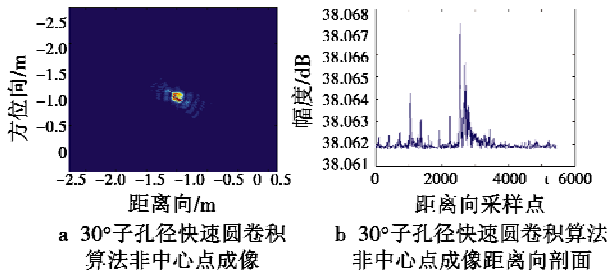 -2.5
-2.0
-1.5
-1.0
-0.5
0
方位向/m
-2.5 -2.0 -1.5 -1.0 -0.5 0 0.5
距离向/m
a 30°子孔径快速圆卷积
算法非中心点成像
38.068
38.067
38.066
38.065
38.063
38.062
38.061
幅度/dB
0 2000 4000 t 6000
距离向采样点
b 30°子孔径快速圆卷积算法
非中心点成像距离向剖面